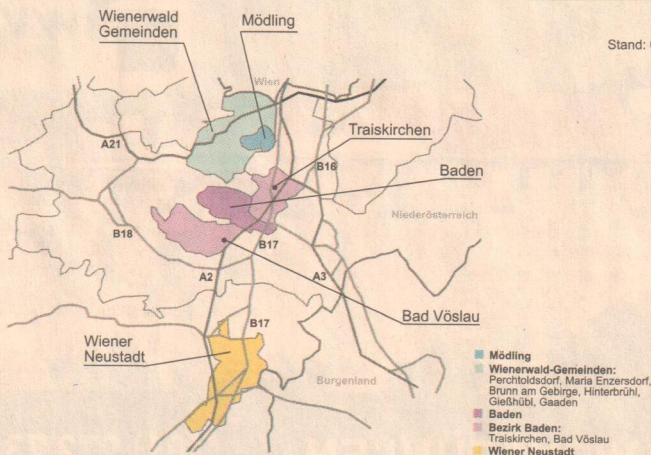 Wienerwald
Gemeinden
Mödling
Stand:
Wien
Traiskirchen
A21
B16
Baden
Niederösterreich
B18
B17
A2
A3
Bad Vöslau
B17
Wiener
Neustadt
Burgenland
Mödling
Wienerwald-Gemeinden:
Perchtoldsdorf, Maria Enzersdorf,
Brunn am Gebirge, Hinterbrühl,
Gießhübl, Gaaden
Baden
Bezirk Baden:
Traiskirchen, Bad Vöslau
Wiener Neustadt